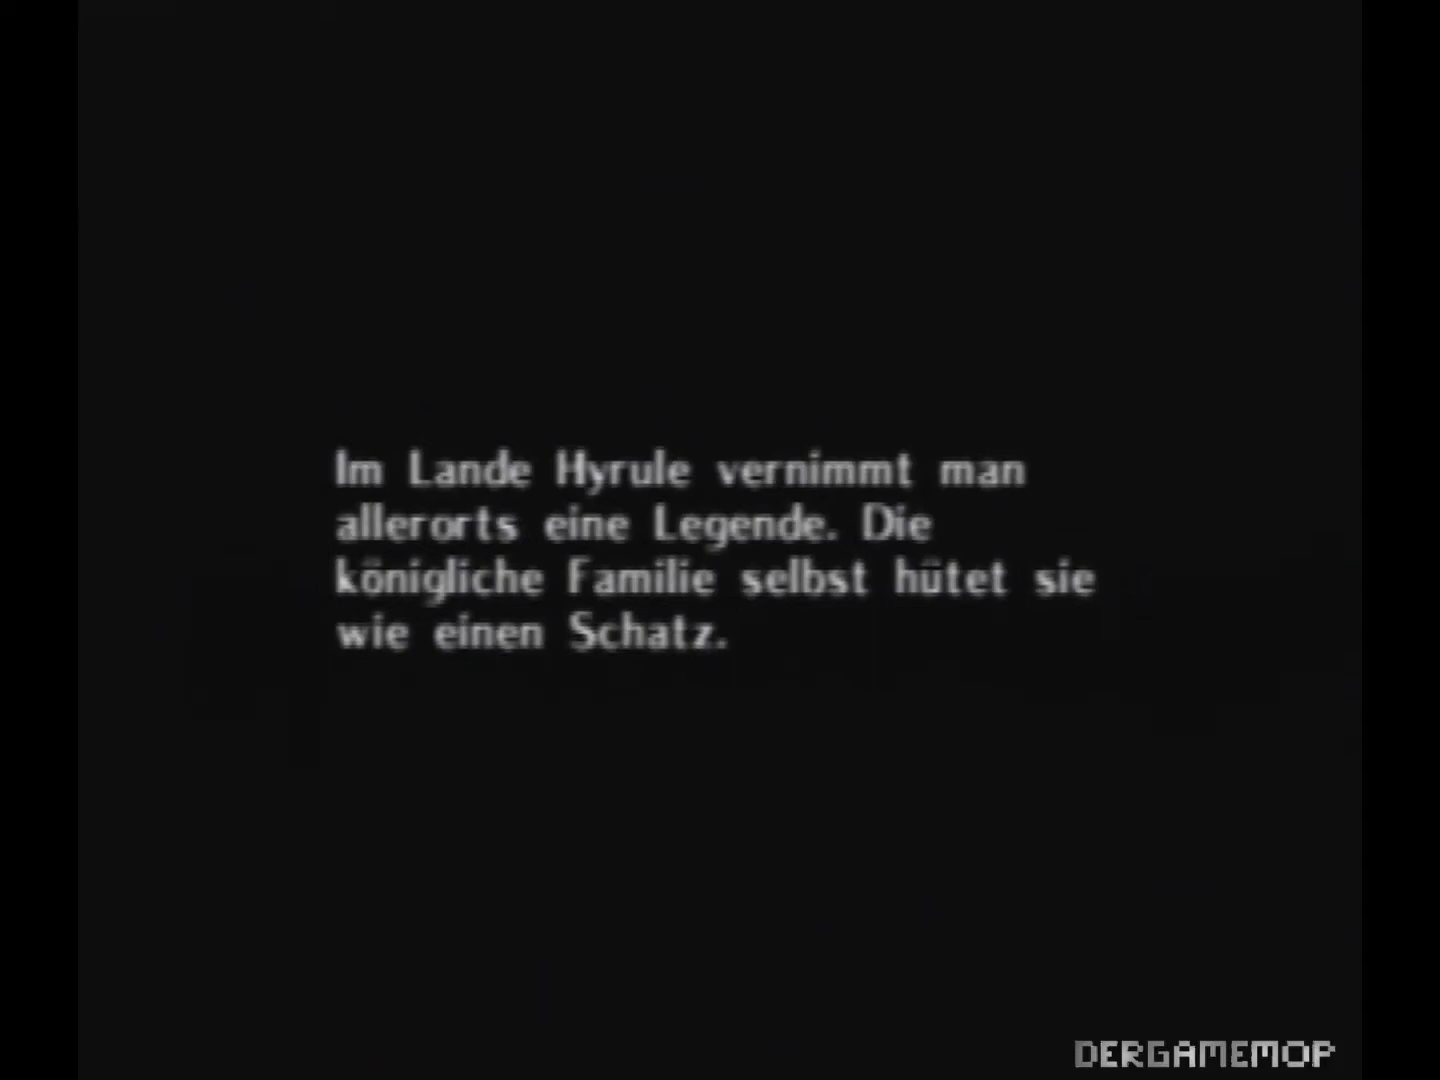 Im Lande Hyrule vernimmt man
allerorts eine Legende. Die
königliche Familie selbst hütet sie
wie einen Schatz.
DERGAMEMOP